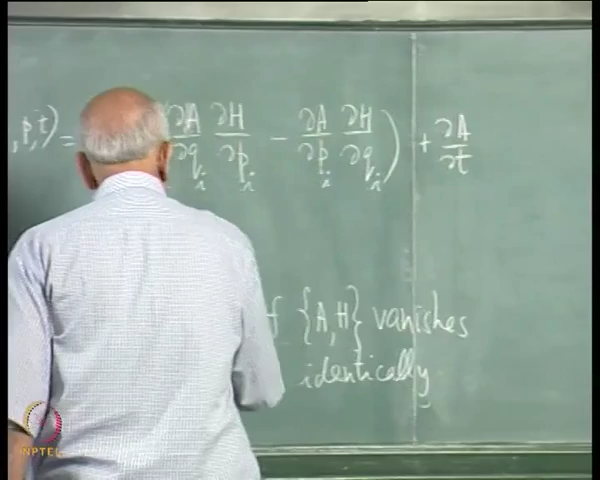 , p, t) = ( ∂A/∂q_i ∂H/∂p_i − ∂A/∂p_i ∂H/∂q_i ) + ∂A/∂t
f {A, H} vanishes
identically
NPTEL